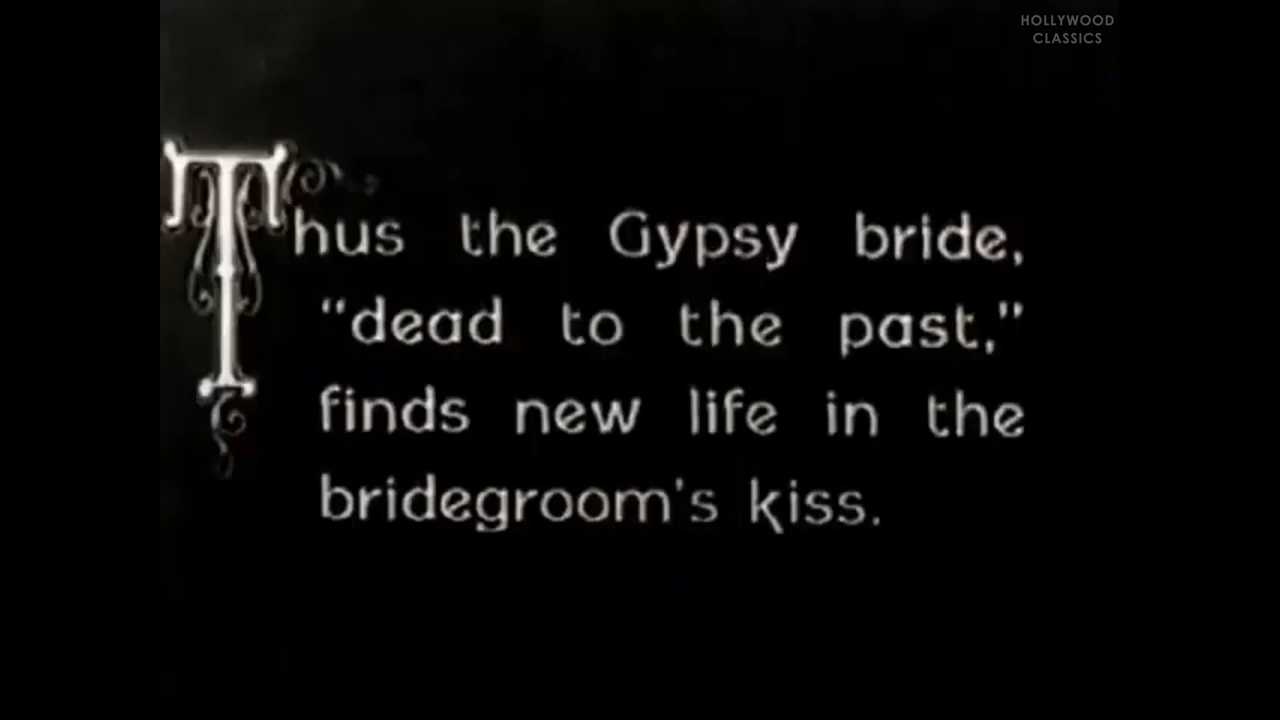 HOLLYWOOD
CLASSICS
Thus the Gypsy bride,
"dead to the past,"
finds new life in the
bridegroom's kiss.